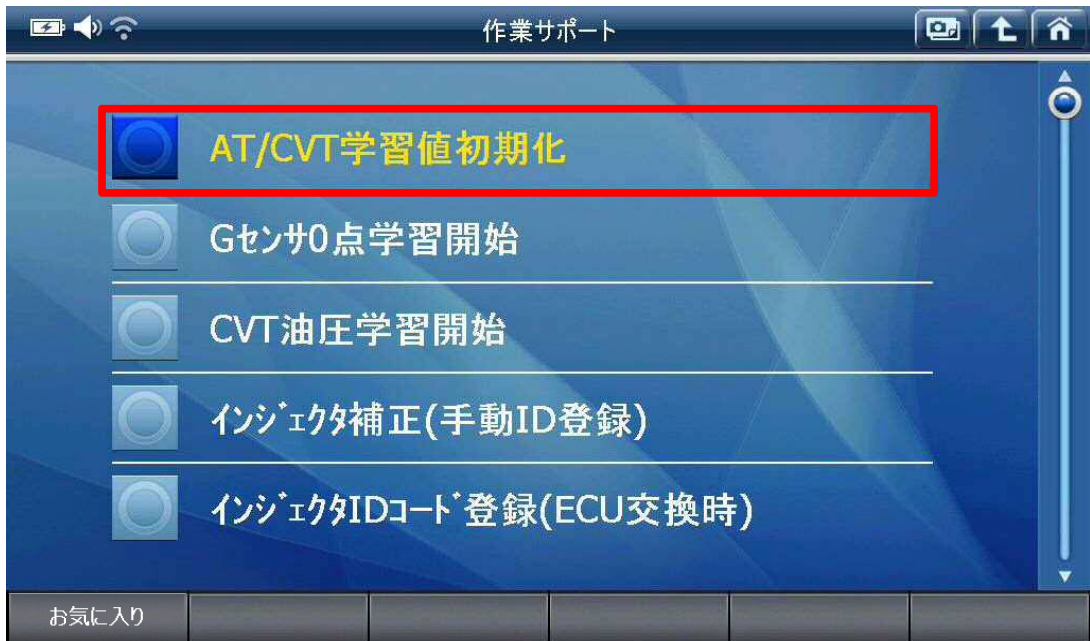 作業サポート
AT/CVT学習値初期化
Gセンサ0点学習開始
CVT油圧学習開始
インジェクタ補正(手動ID登録)
インジェクタIDコード登録(ECU交換時)
お気に入り